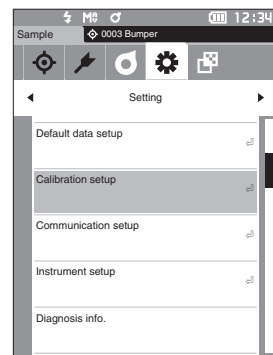 12:34
Sample 0003 Bumper
Setting
Default data setup
Calibration setup
Communication setup
Instrument setup
Diagnosis info.